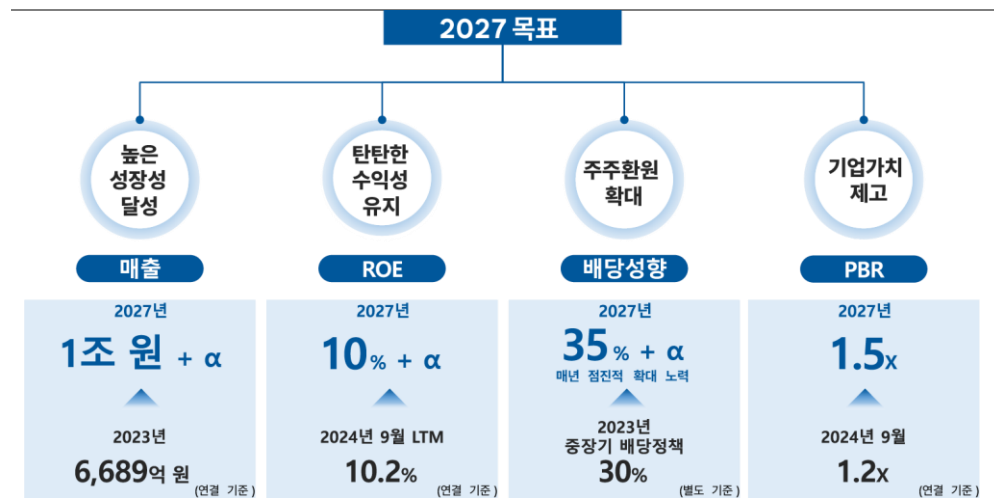 2027 목표
높은
성장성
달성
매출
2027년
1조 원 + α
2023년
6,689억 원
(연결 기준)
탄탄한
수익성
유지
ROE
2027년
10% + α
2024년 9월 LTM
10.2%
(연결 기준)
주주환원
확대
배당성향
2027년
35% + α
매년 점진적 확대 노력
2023년
중장기 배당정책
30%
(별도 기준)
기업가치
제고
PBR
2027년
1.5X
2024년 9월
1.2X
(연결 기준)